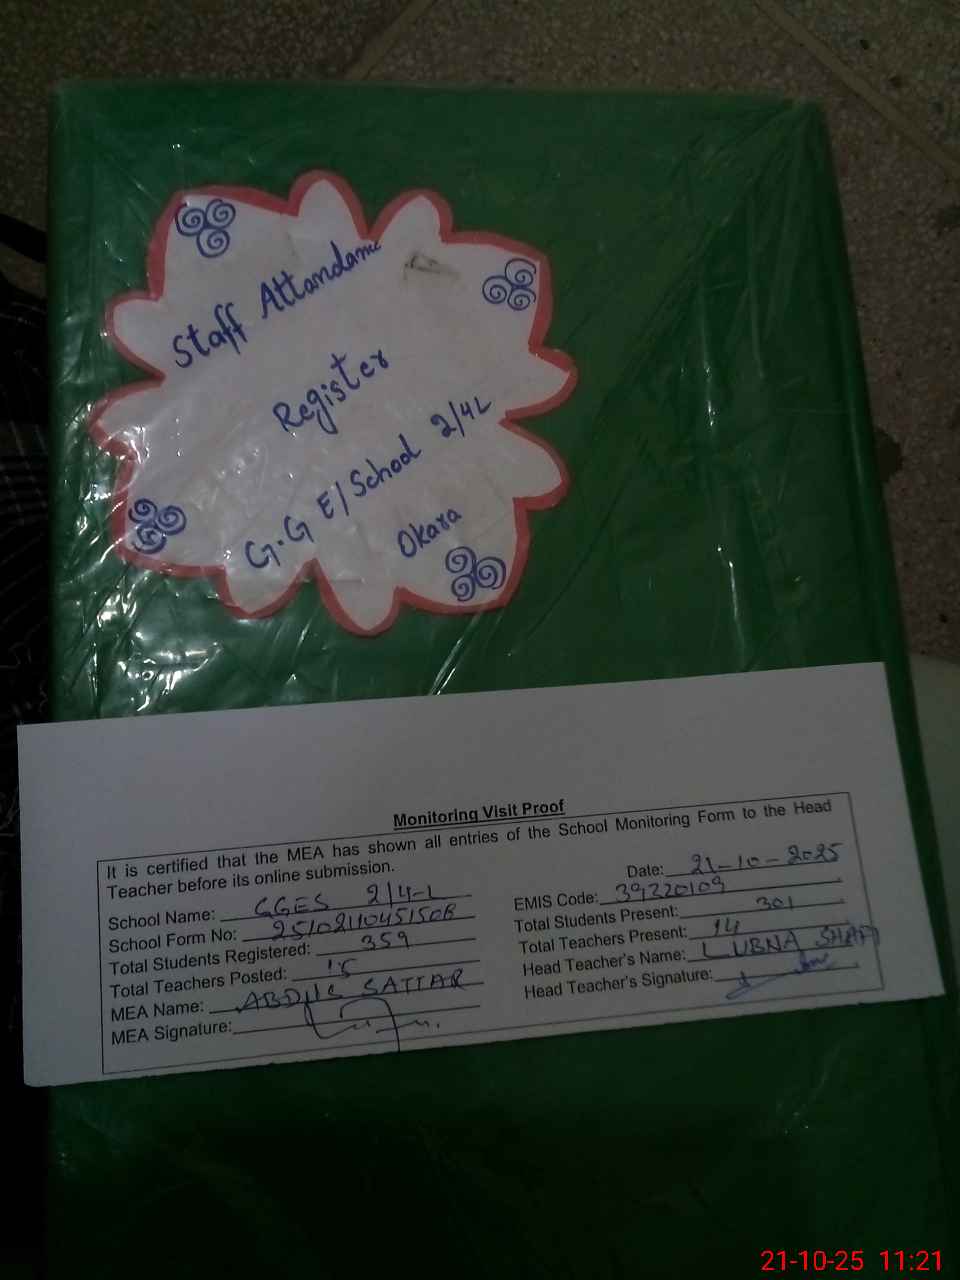 Staff Attandance
Register
G.G E/School 2/4L
Okara
Monitoring Visit Proof
It is certified that the MEA has shown all entries of the School Monitoring Form to the Head
Teacher before its online submission.
Date: 21-10-2025
School Name: GGES 2/4-L
EMIS Code: 39220109
School Form No:
Total Students Present: 301
Total Students Registered: 359
Total Teachers Present: 14
Total Teachers Posted: 15
Head Teacher's Name: LUBNA SHAFI
MEA Name: ABDUL SATTAR
Head Teacher's Signature:
MEA Signature:
21-10-25 11:21